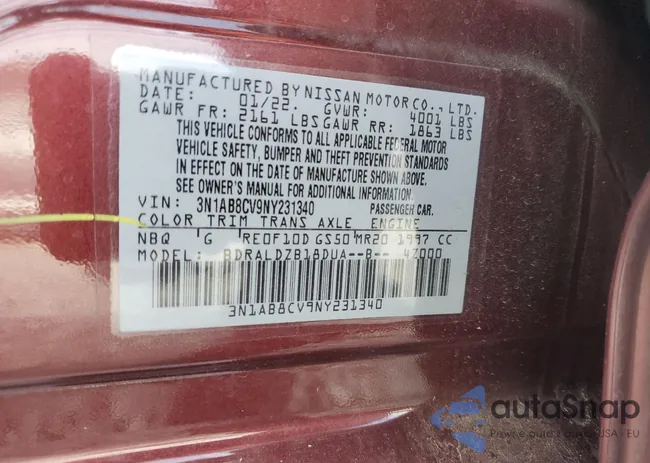 MANUFACTURED BY NISSAN MOTOR CO., LTD.
DATE: 01/22. GVWR: 4001 LBS
GAWR FR: 2161 LBS GAWR RR: 1863 LBS
THIS VEHICLE CONFORMS TO ALL APPLICABLE FEDERAL MOTOR
VEHICLE SAFETY, BUMPER AND THEFT PREVENTION STANDARDS
IN EFFECT ON THE DATE OF MANUFACTURE SHOWN ABOVE.
SEE OWNER'S MANUAL FOR ADDITIONAL INFORMATION.
VIN: 3N1AB8CV9NY231340 PASSENGER CAR.
COLOR TRIM TRANS AXLE ENGINE
NBQ G RE0F10D GS50 MR20 1997 CC
MODEL: BDRALDZB18DUA--B-- 4Z000
3N1AB8CV9NY231340
autoSnap
USA - EU